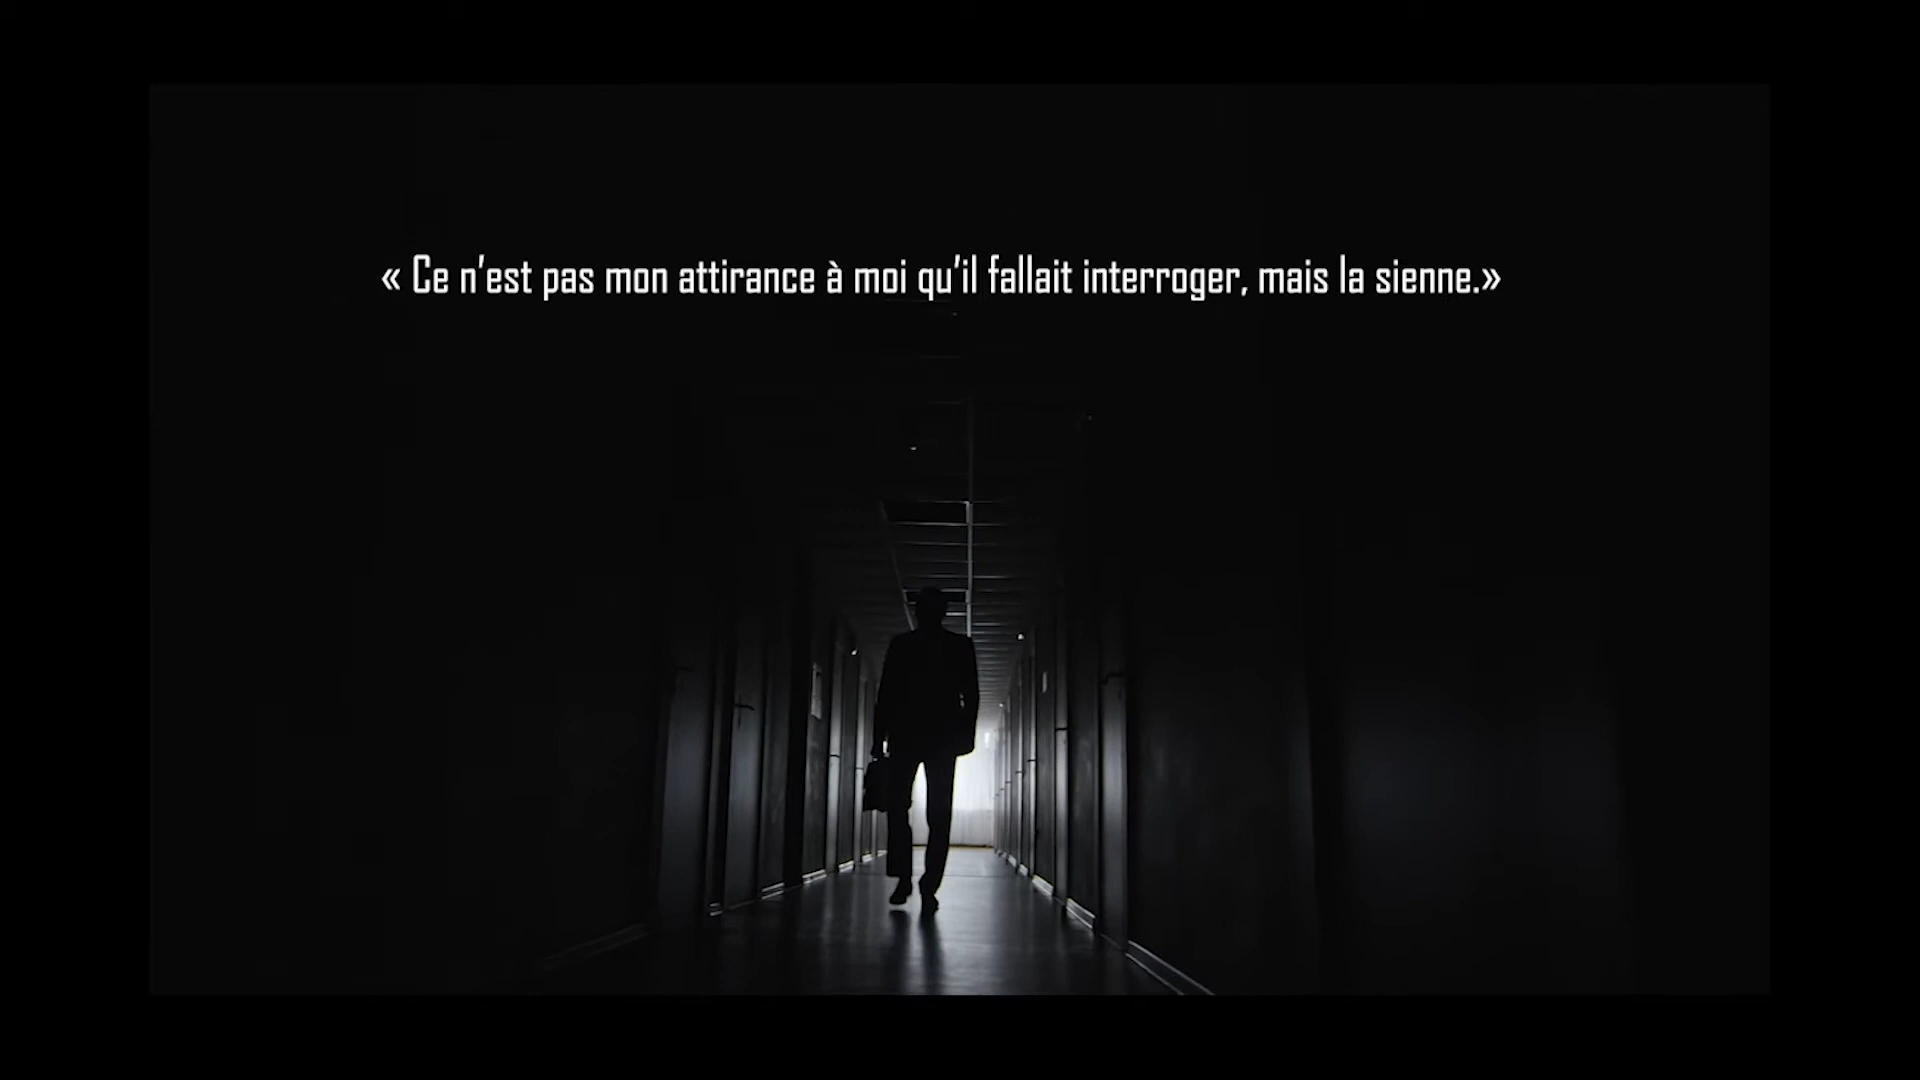 « Ce n’est pas mon attirance à moi qu’il fallait interroger, mais la sienne.»